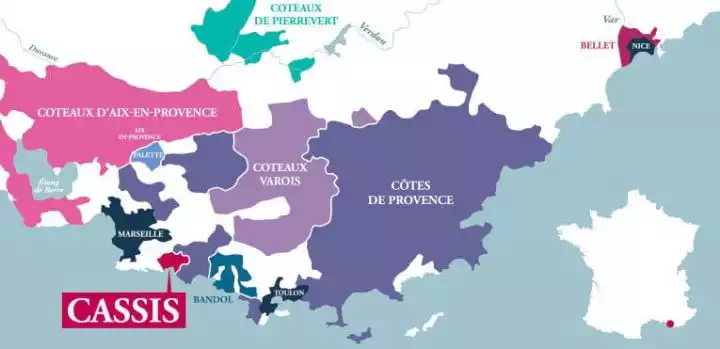 COTEAUX
DE PIERREVERT
Durance
Verdon
Var
BELLET
NICE
COTEAUX D'AIX-EN-PROVENCE
AIX
EN-PROVENCE
PALETTE
Étang
de Berre
COTEAUX
VAROIS
CÔTES
DE PROVENCE
MARSEILLE
CASSIS
BANDOL
TOULON